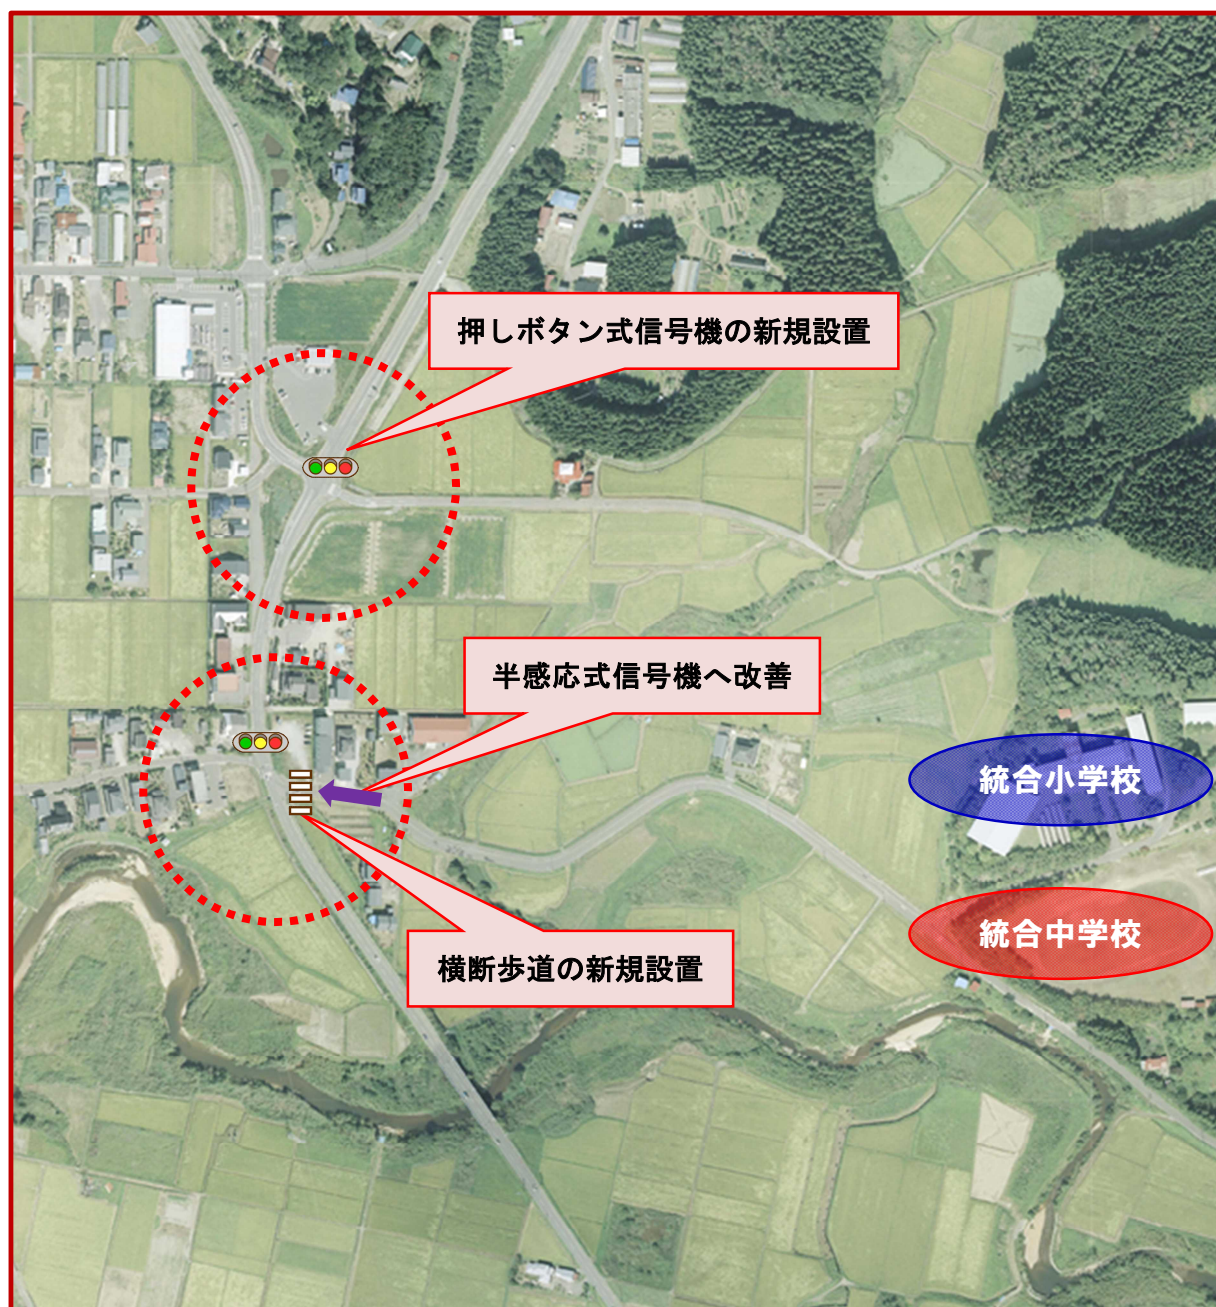 押しボタン式信号機の新規設置
半感応式信号機へ改善
統合小学校
統合中学校
横断歩道の新規設置